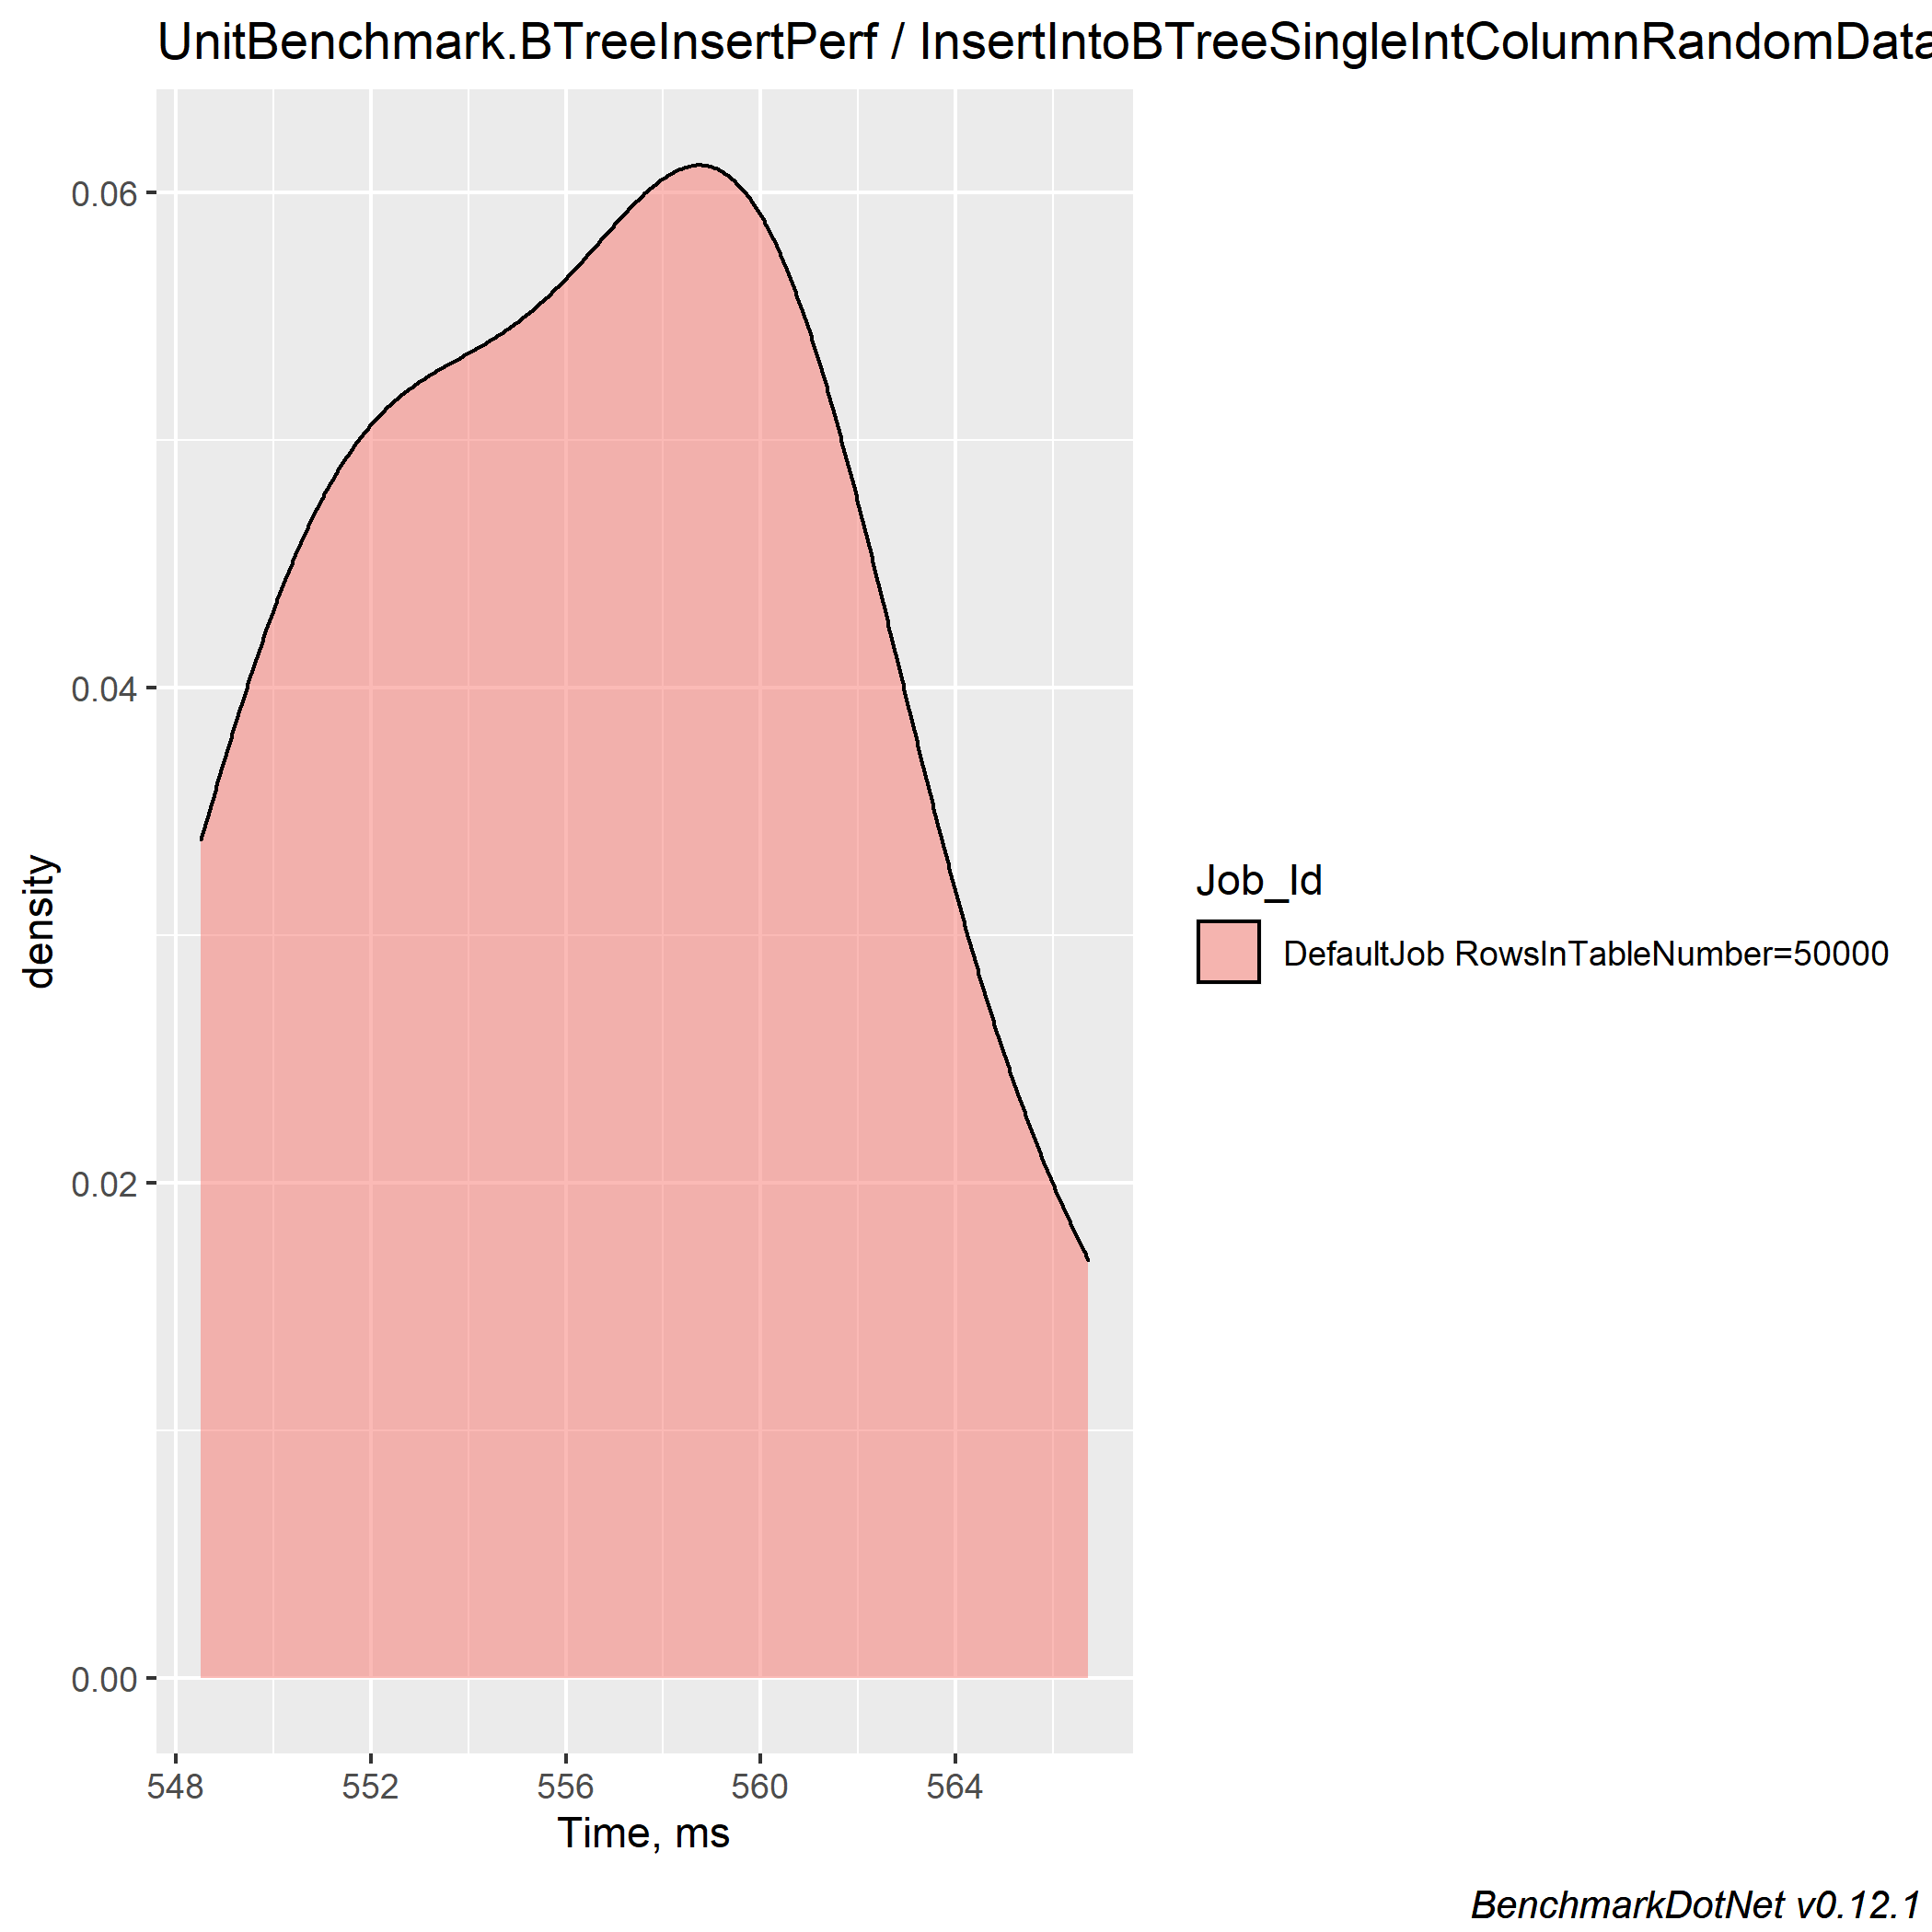 UnitBenchmark.BTreeInsertPerf / InsertIntoBTreeSingleIntColumnRandomData
0.06
0.04
0.02
0.00
density
548 552 556 560 564
Time, ms
Job_Id
DefaultJob RowsInTableNumber=50000
BenchmarkDotNet v0.12.1